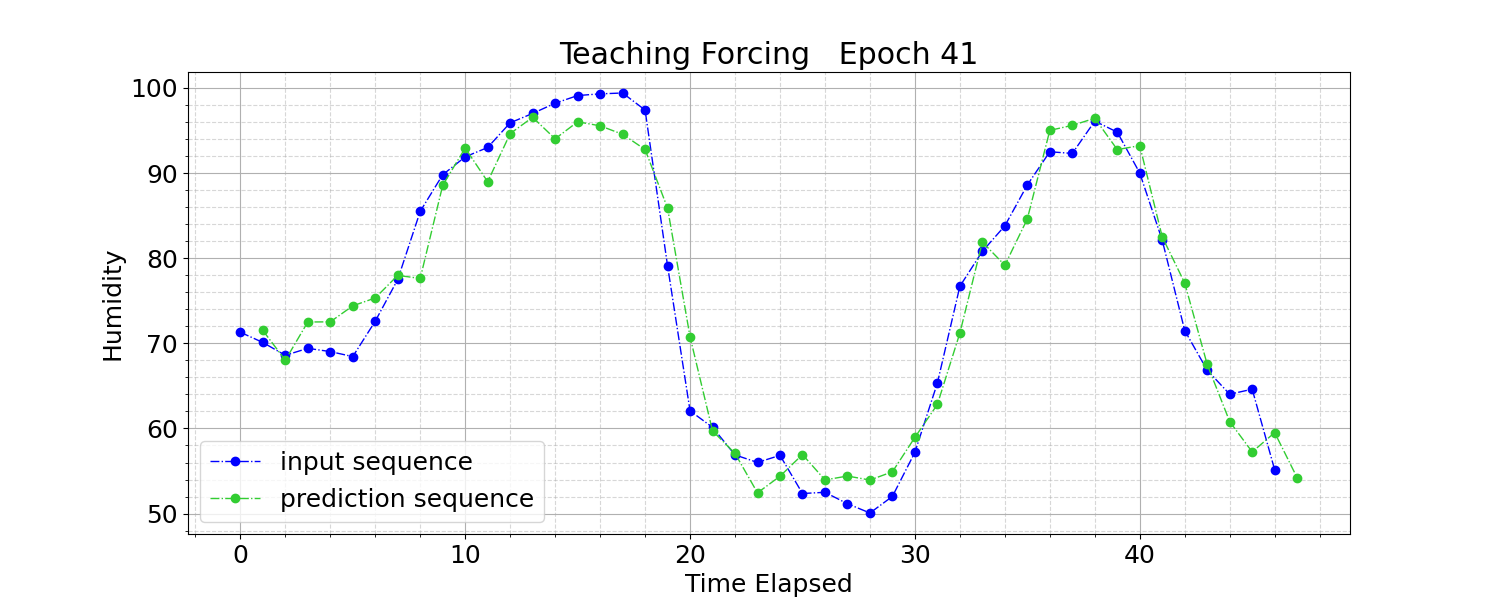 Teaching Forcing   Epoch 41
100
90
80
70
60
50
Humidity
input sequence
prediction sequence
0 10 20 30 40
Time Elapsed